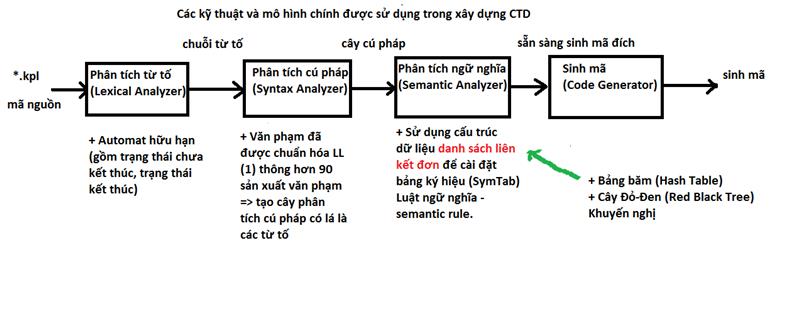 Các kỹ thuật và mô hình chính được sử dụng trong xây dựng CTD
chuỗi từ tố
cây cú pháp
sẵn sàng sinh mã đích
*.kpl
mã nguồn
Phân tích từ tố
(Lexical Analyzer)
Phân tích cú pháp
(Syntax Analyzer)
Phân tích ngữ nghĩa
(Semantic Analyzer)
Sinh mã
(Code Generator)
sinh mã
+ Automat hữu hạn
(gồm trạng thái chưa
kết thúc, trạng thái
kết thúc)
+ Văn phạm đã
được chuẩn hóa LL
(1) thông hơn 90
sản xuất văn phạm
=> tạo cây phân
tích cú pháp có lá là
các từ tố
+ Sử dụng cấu trúc
dữ liệu danh sách liên
kết đơn để cài đặt
bảng ký hiệu (SymTab)
Luật ngữ nghĩa -
semantic rule.
+ Bảng băm (Hash Table)
+ Cây Đỏ-Đen (Red Black Tree)
Khuyến nghị